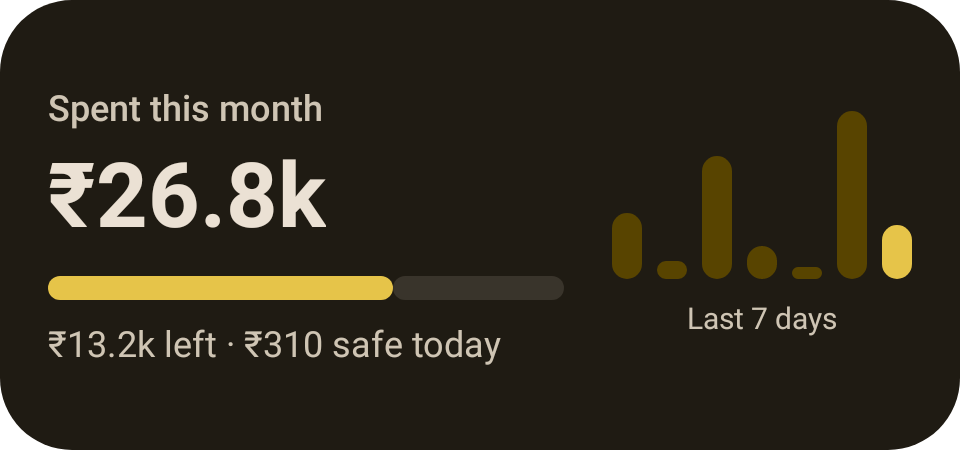 Spent this month
₹26.8k
₹13.2k left · ₹310 safe today
Last 7 days